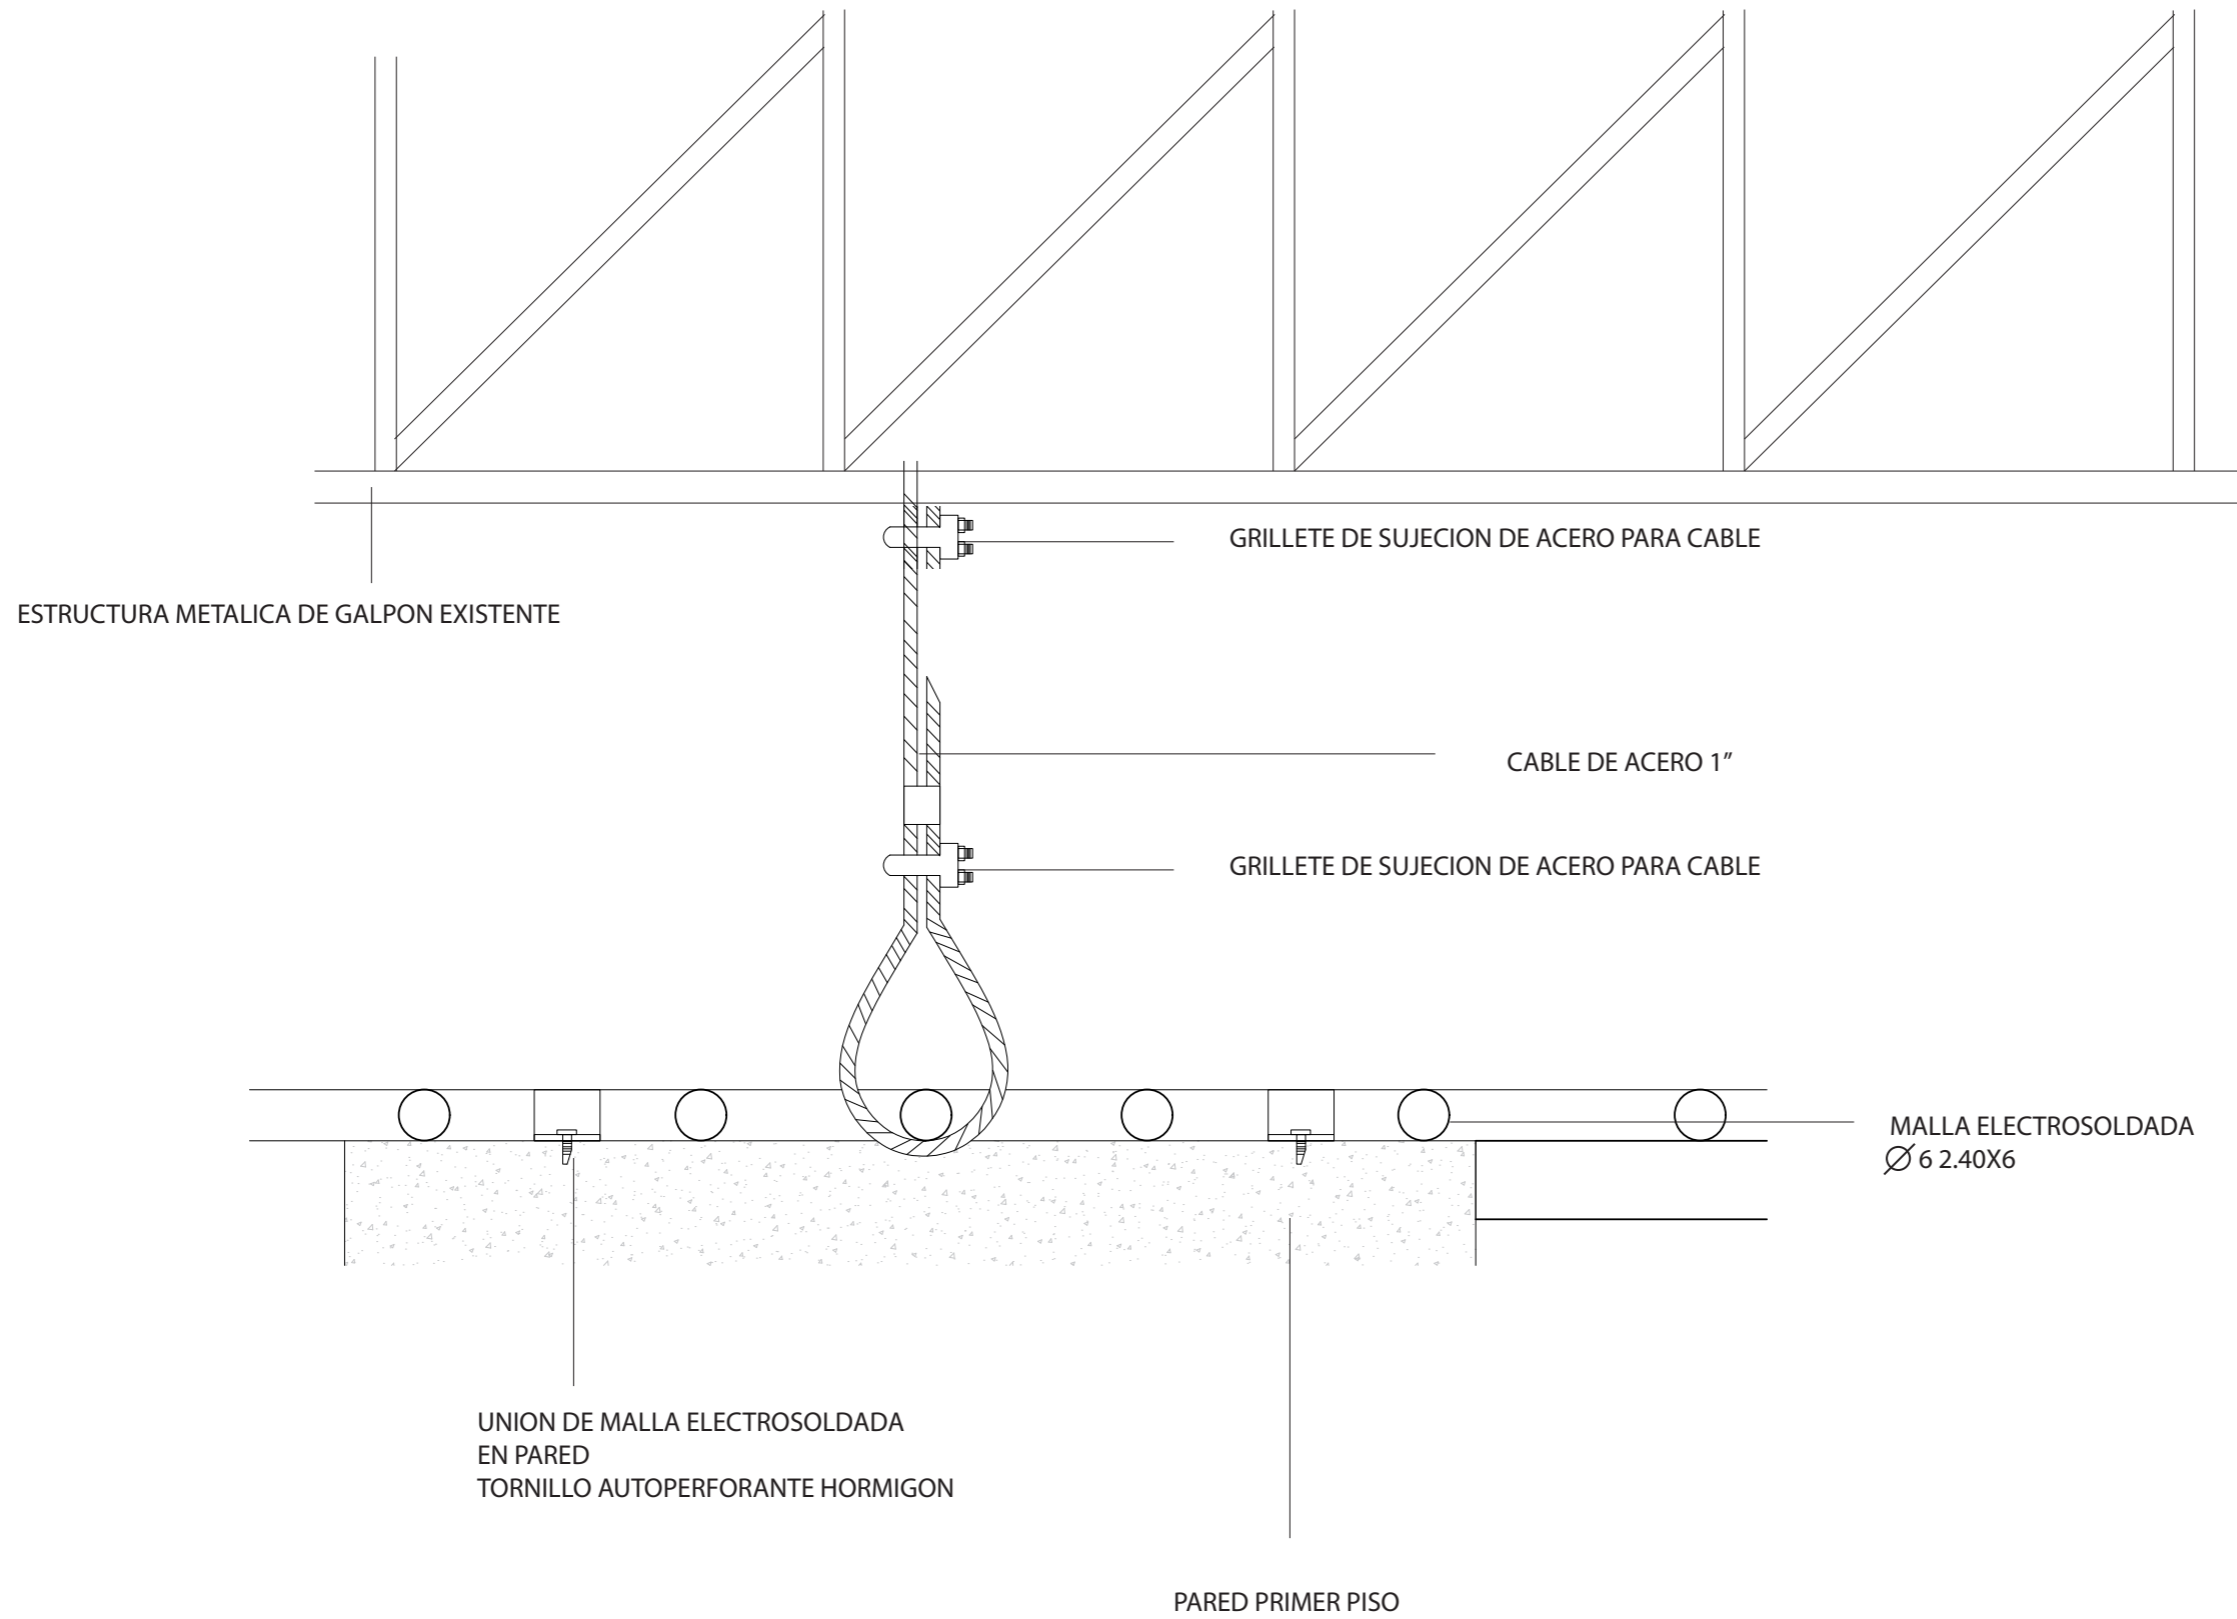 GRILLETE DE SUJECION DE ACERO PARA CABLE
ESTRUCTURA METALICA DE GALPON EXISTENTE
CABLE DE ACERO 1”
GRILLETE DE SUJECION DE ACERO PARA CABLE
MALLA ELECTROSOLDADA
∅ 6 2.40X6
UNION DE MALLA ELECTROSOLDADA
EN PARED
TORNILLO AUTOPERFORANTE HORMIGON
PARED PRIMER PISO